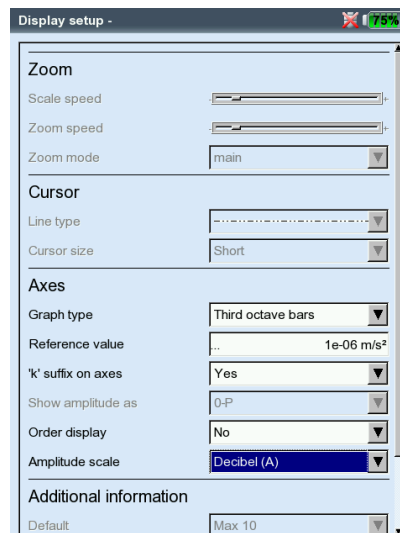 Display setup -
75%
Zoom
Scale speed - +
Zoom speed - +
Zoom mode main
Cursor
Line type
Cursor size Short
Axes
Graph type Third octave bars
Reference value ... 1e-06 m/s²
'k' suffix on axes Yes
Show amplitude as 0-P
Order display No
Amplitude scale Decibel (A)
Additional information
Default Max 10